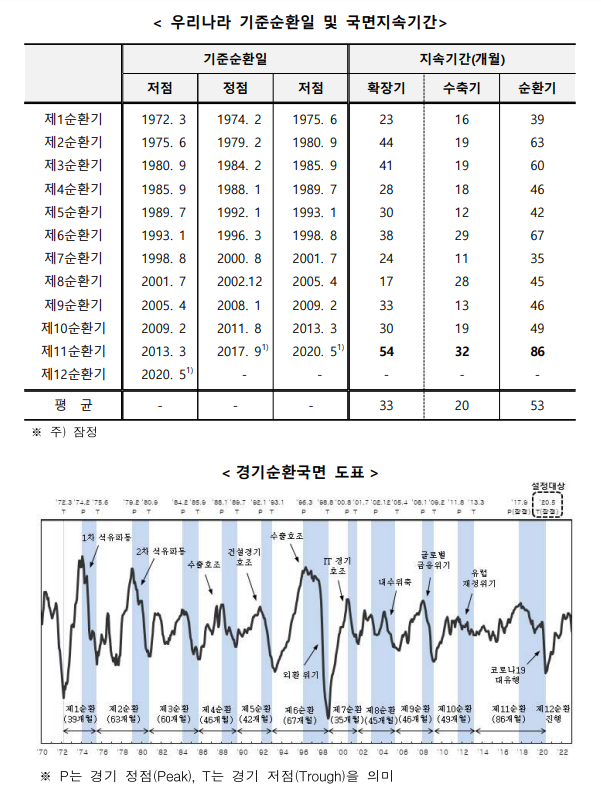 < 우리나라 기준순환일 및 국면지속기간>
기준순환일 지속기간(개월)
저점 정점 저점 확장기 수축기 순환기
제1순환기 1972. 3 1974. 2 1975. 6 23 16 39
제2순환기 1975. 6 1979. 2 1980. 9 44 19 63
제3순환기 1980. 9 1984. 2 1985. 9 41 19 60
제4순환기 1985. 9 1988. 1 1989. 7 28 18 46
제5순환기 1989. 7 1992. 1 1993. 1 30 12 42
제6순환기 1993. 1 1996. 3 1998. 8 38 29 67
제7순환기 1998. 8 2000. 8 2001. 7 24 11 35
제8순환기 2001. 7 2002.12 2005. 4 17 28 45
제9순환기 2005. 4 2008. 1 2009. 2 33 13 46
제10순환기 2009. 2 2011. 8 2013. 3 30 19 49
제11순환기 2013. 3 2017. 9¹⁾ 2020. 5¹⁾ 54 32 86
제12순환기 2020. 5¹⁾ - - - - -
평 균 - - - 33 20 53
※ 주) 잠정
< 경기순환국면 도표 >
설정대상
'72.3 '74.2 '75.6 '79.2 '80.9 '84.2 '85.9 '88.1 '89.7 '92.1 '93.1 '96.3 '98.8 '00.8 '01.7 '02.12 '05.4 '08.1 '09.2 '11.8 '13.3 '17.9 '20.5
T P T P T P T P T P T P T P T P T P T P T P(잠정) T(잠정)
1차 석유파동
2차 석유파동
수출호조
건설경기
호조
수출호조
외환 위기
IT 경기
호조
내수위축
글로벌
금융위기
유럽
재정위기
코로나19
대유행
제1순환 제2순환 제3순환 제4순환 제5순환 제6순환 제7순환 제8순환 제9순환 제10순환 제11순환 제12순환
(39개월) (63개월) (60개월) (46개월) (42개월) (67개월) (35개월) (45개월) (46개월) (49개월) (86개월) 진행
'70 '72 '74 '76 '78 '80 '82 '84 '86 '88 '90 '92 '94 '96 '98 '00 '02 '04 '06 '08 '10 '12 '14 '16 '18 '20 '22
※ P는 경기 정점(Peak), T는 경기 저점(Trough)을 의미